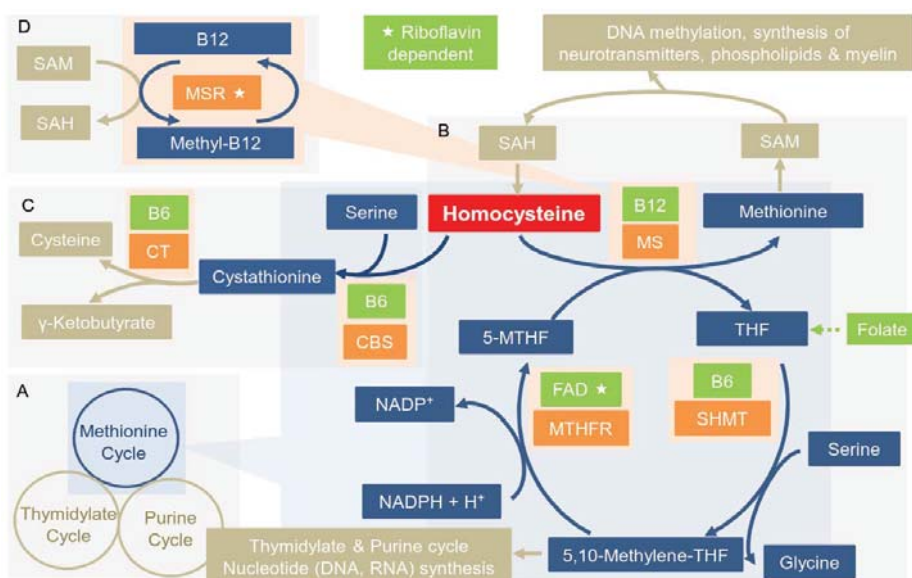 D
B12
★ Riboflavin
dependent
DNA methylation, synthesis of
neurotransmitters, phospholipids & myelin
SAM
MSR ★
SAH
Methyl-B12
B
SAH
SAM
C
B6
Serine
Homocysteine
B12
Methionine
Cysteine
CT
MS
Cystathionine
B6
γ-Ketobutyrate
CBS
5-MTHF
THF
Folate
A
FAD ★
B6
NADP+
MTHFR
SHMT
Methionine
Cycle
Serine
NADPH + H+
Thymidylate
Cycle
Purine
Cycle
Thymidylate & Purine cycle
Nucleotide (DNA, RNA) synthesis
5,10-Methylene-THF
Glycine